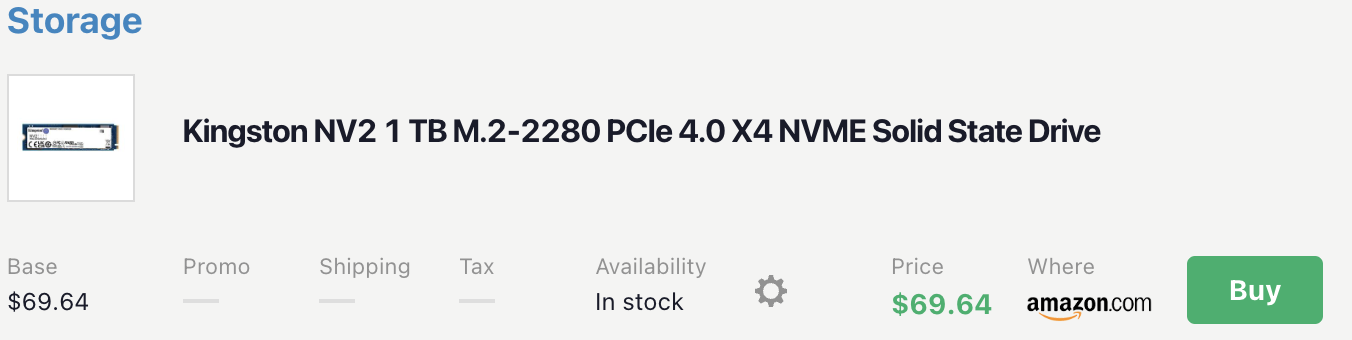 Storage
Kingston NV2 1 TB M.2-2280 PCIe 4.0 X4 NVME Solid State Drive
Base Promo Shipping Tax Availability Price Where
$69.64 In stock $69.64 amazon.com
Buy